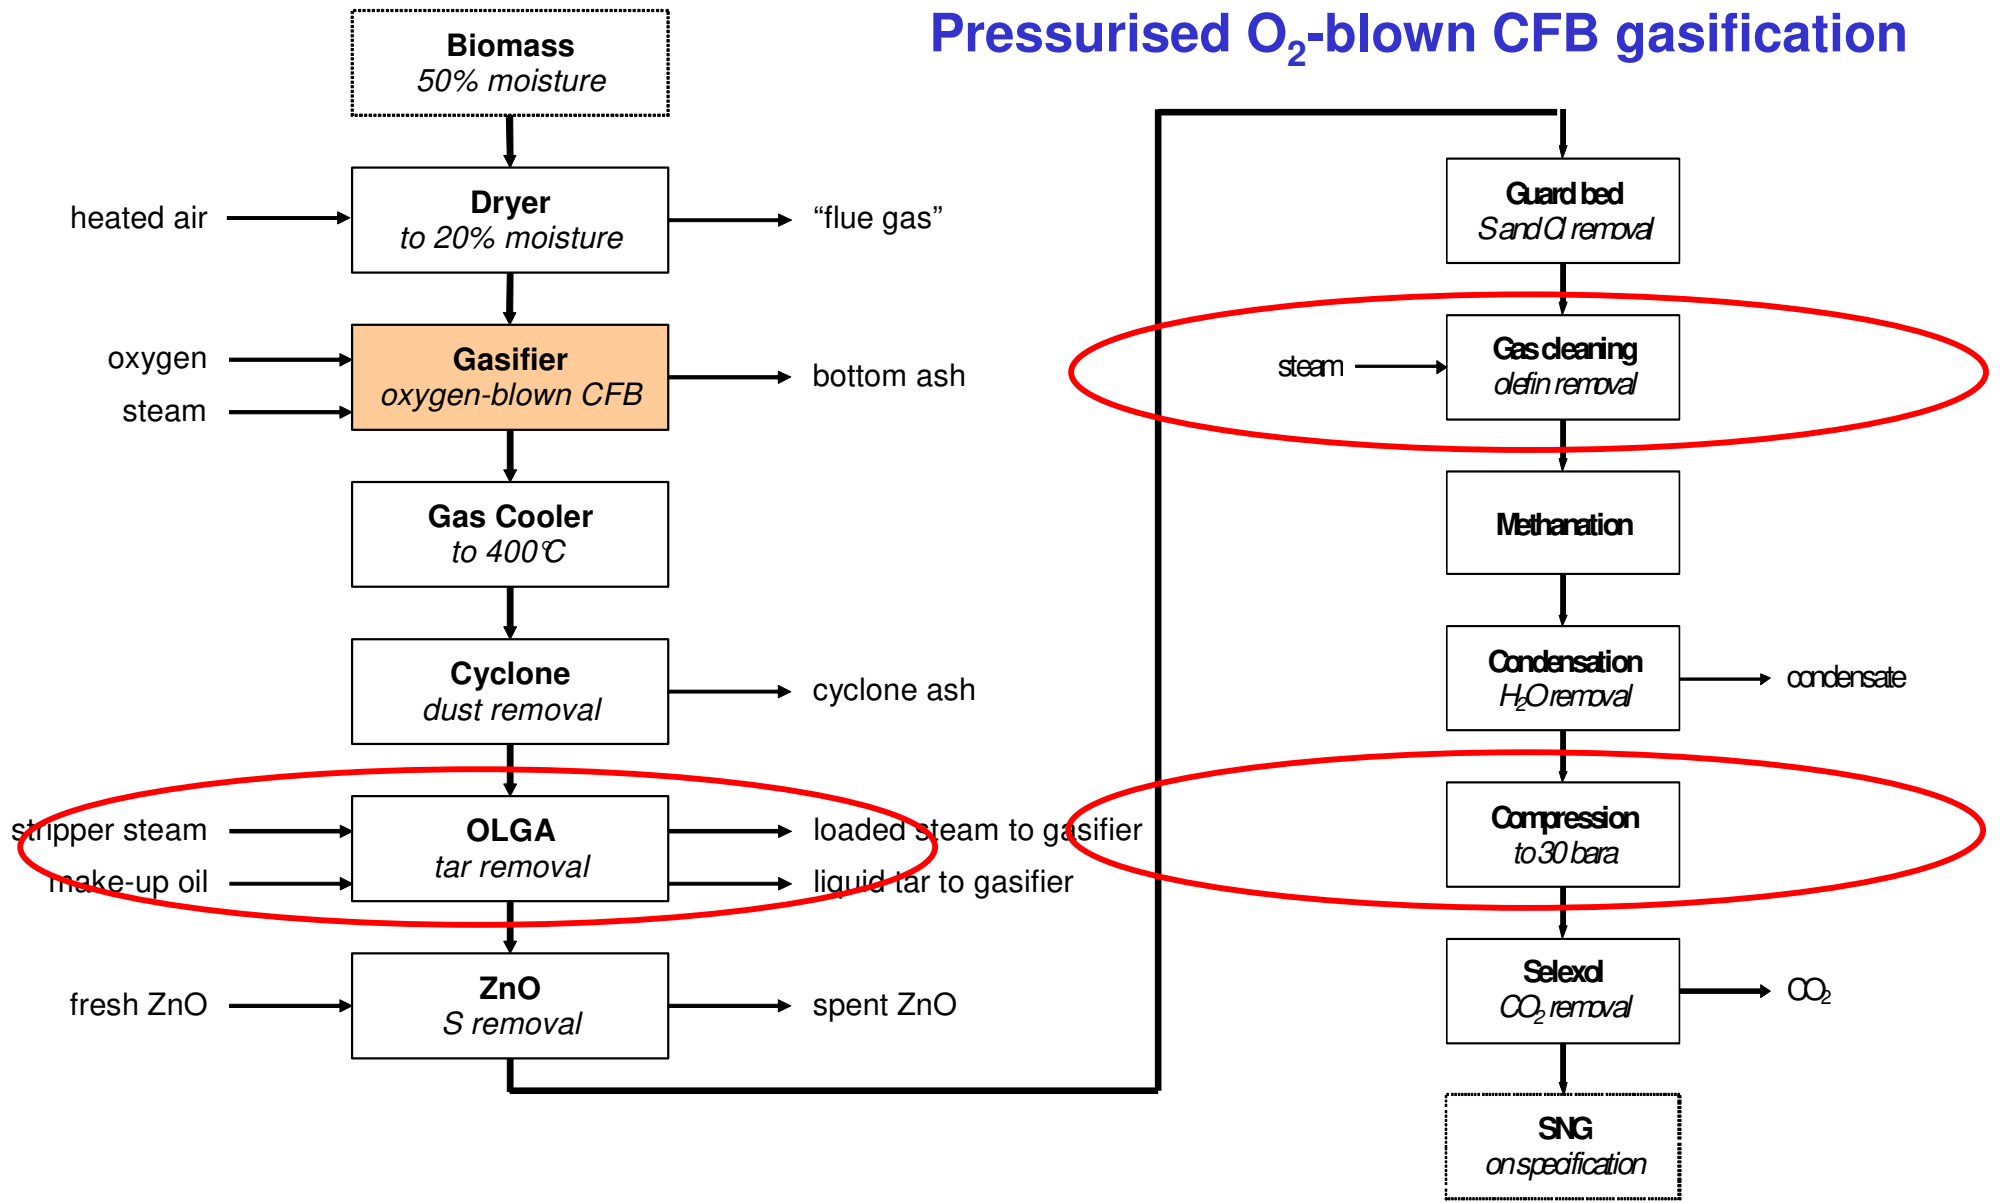 Pressurised O₂-blown CFB gasification
Biomass
50% moisture
heated air
Dryer
to 20% moisture
“flue gas”
oxygen
steam
Gasifier
oxygen-blown CFB
bottom ash
Gas Cooler
to 400°C
Cyclone
dust removal
cyclone ash
stripper steam
make-up oil
OLGA
tar removal
loaded steam to gasifier
liquid tar to gasifier
fresh ZnO
ZnO
S removal
spent ZnO
Guard bed
S and Cl removal
steam
Gas cleaning
olefin removal
Methanation
Condensation
H₂O removal
condensate
Compression
to 30 bara
Selexol
CO₂ removal
CO₂
SNG
on specification